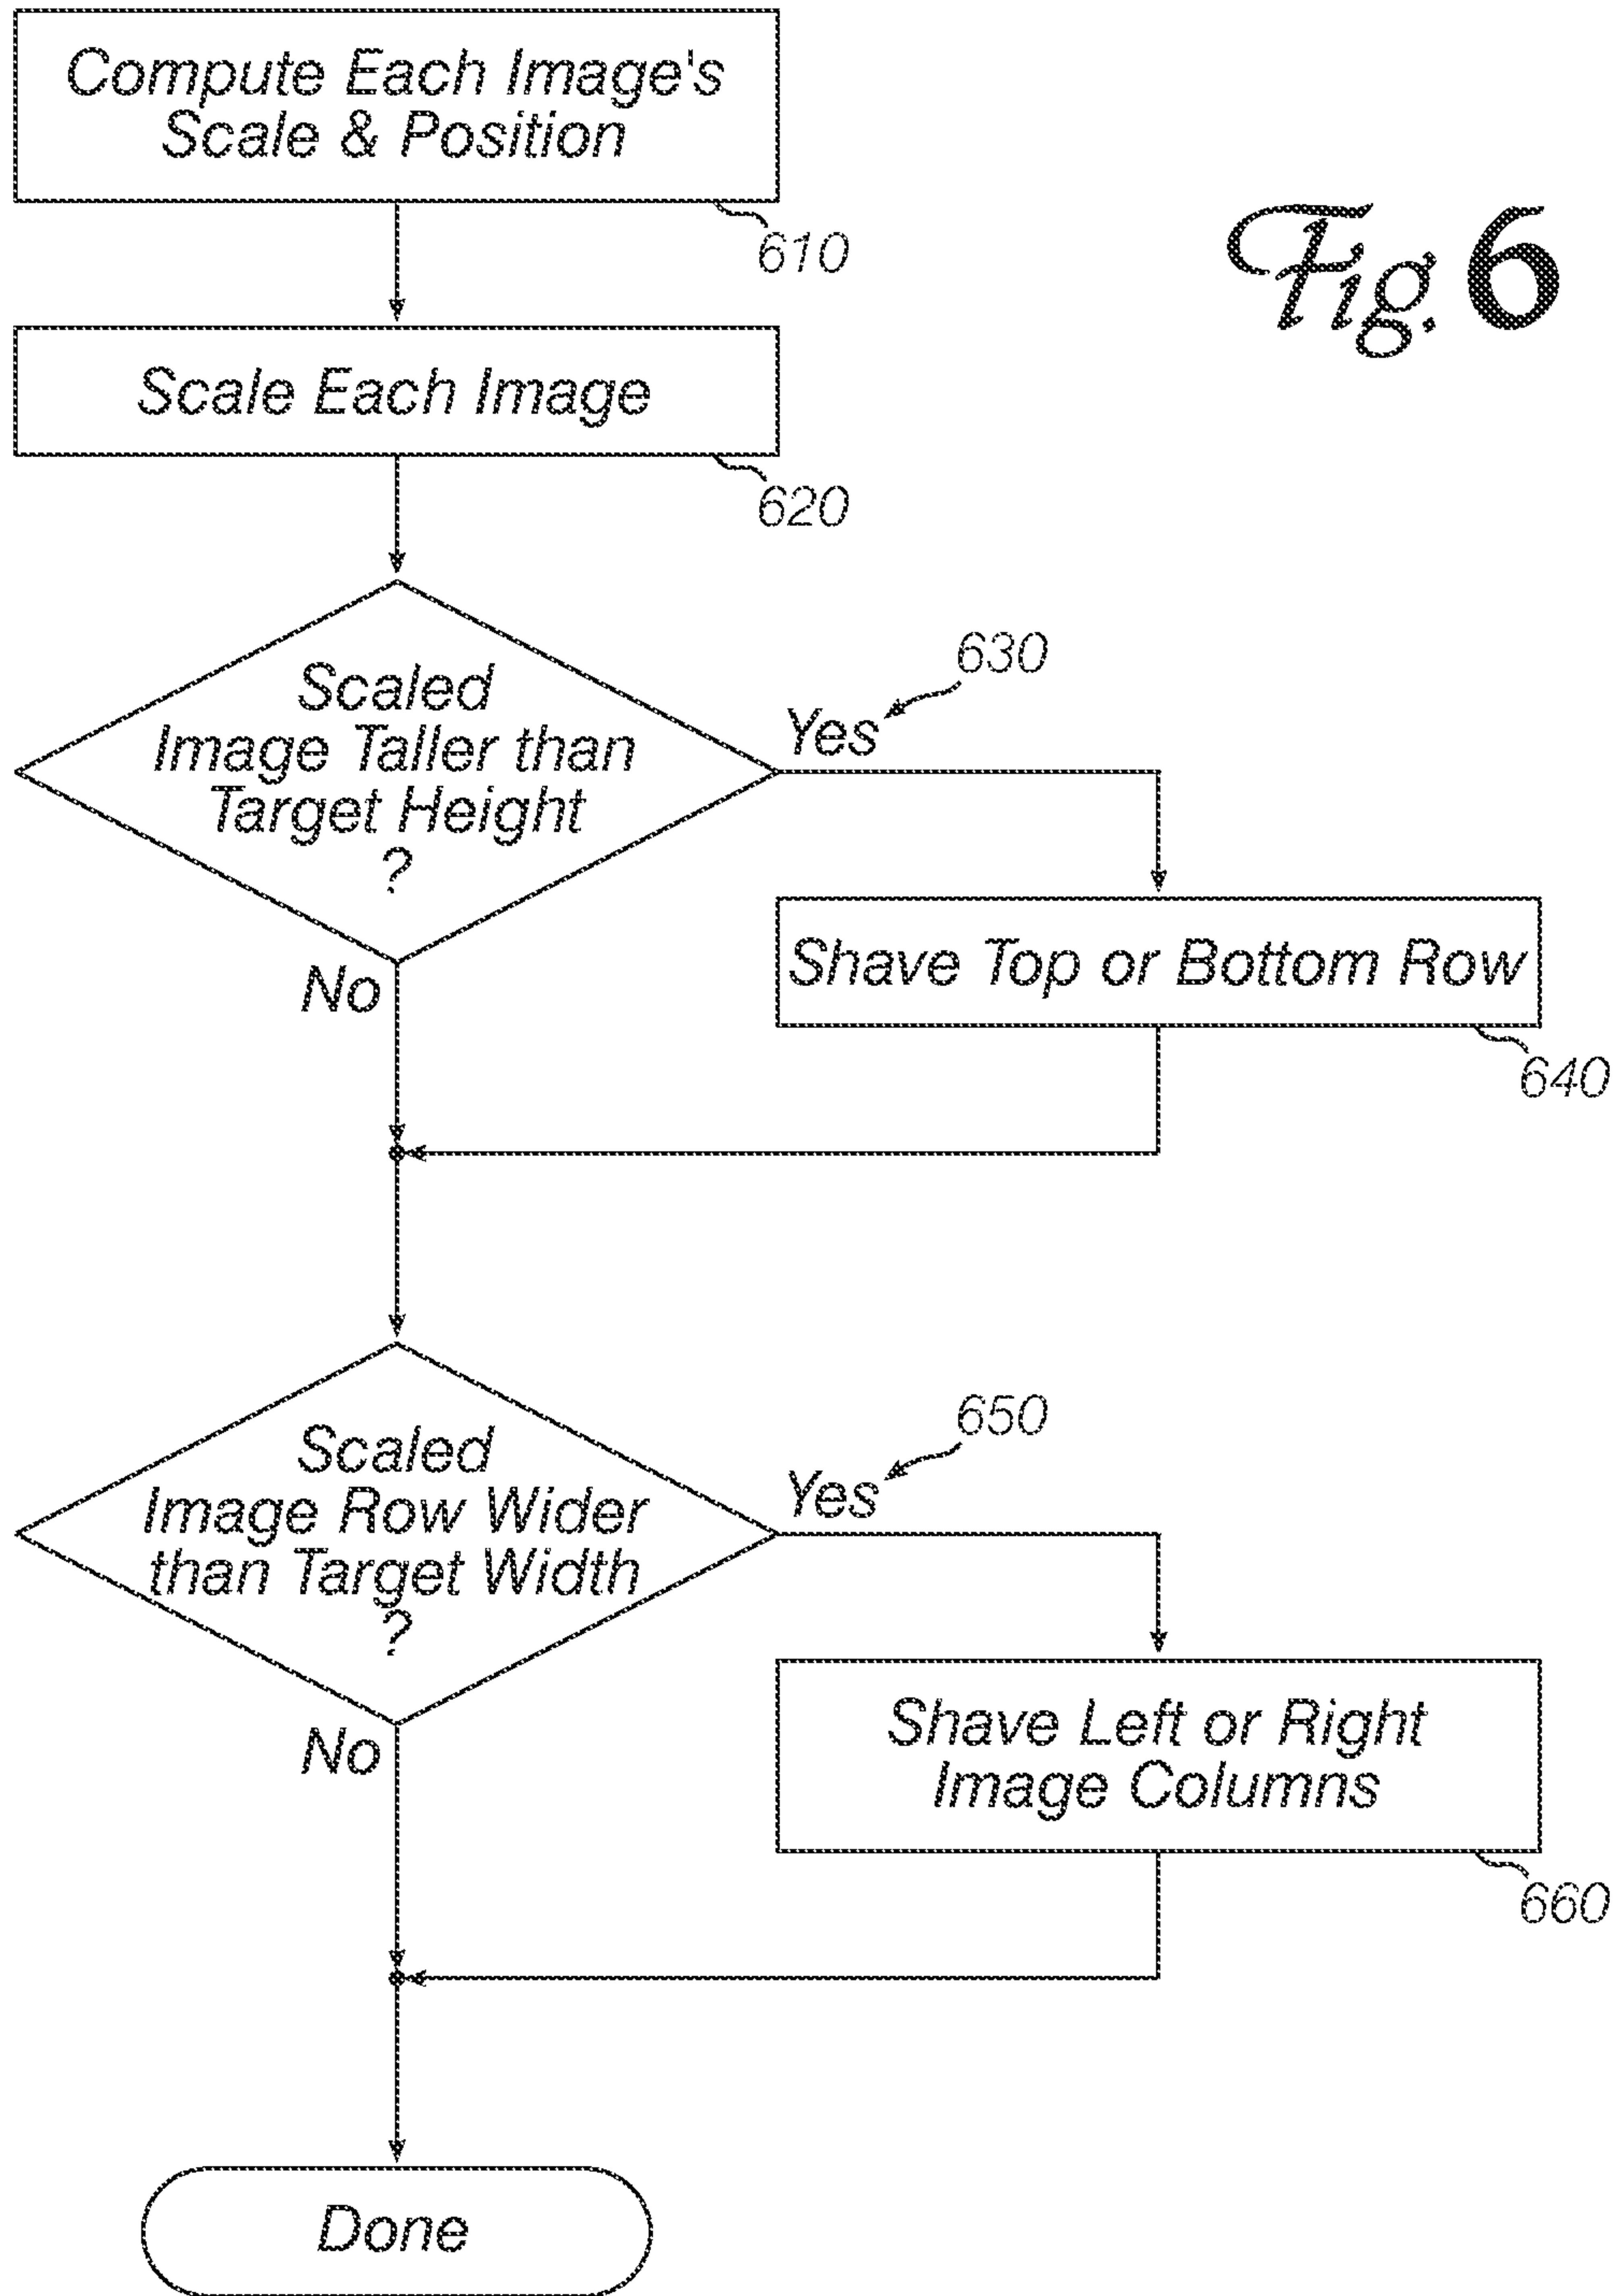 Compute Each Image's
Scale & Position
610
Fig. 6
Scale Each Image
620
Scaled
Image Taller than
Target Height
?
630
Yes
No
Shave Top or Bottom Row
640
Scaled
Image Row Wider
than Target Width
?
650
Yes
No
Shave Left or Right
Image Columns
660
Done